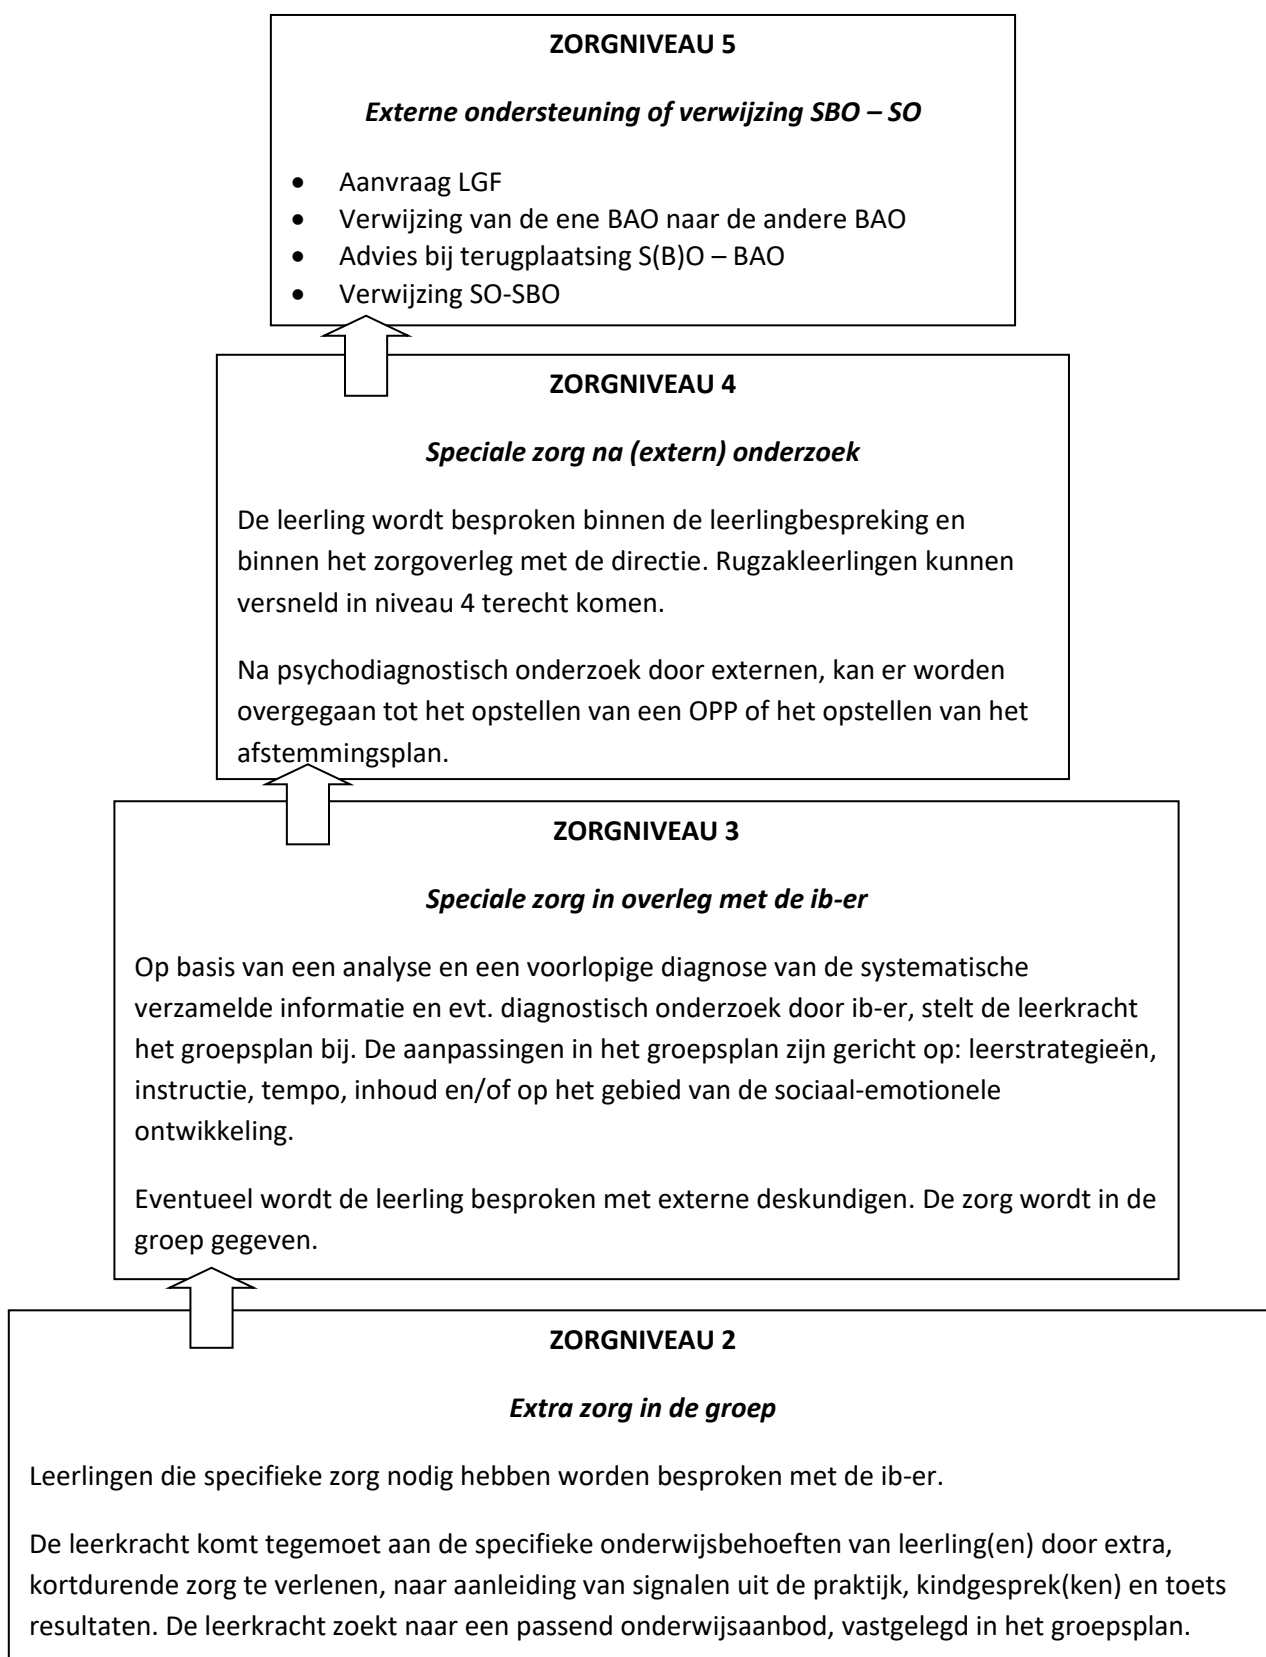 ZORGNIVEAU 5
Externe ondersteuning of verwijzing SBO – SO
• Aanvraag LGF
• Verwijzing van de ene BAO naar de andere BAO
• Advies bij terugplaatsing S(B)O – BAO
• Verwijzing SO-SBO
ZORGNIVEAU 4
Speciale zorg na (extern) onderzoek
De leerling wordt besproken binnen de leerlingbespreking en
binnen het zorgoverleg met de directie. Rugzakleerlingen kunnen
versneld in niveau 4 terecht komen.
Na psychodiagnostisch onderzoek door externen, kan er worden
overgegaan tot het opstellen van een OPP of het opstellen van het
afstemmingsplan.
ZORGNIVEAU 3
Speciale zorg in overleg met de ib-er
Op basis van een analyse en een voorlopige diagnose van de systematische
verzamelde informatie en evt. diagnostisch onderzoek door ib-er, stelt de leerkracht
het groepsplan bij. De aanpassingen in het groepsplan zijn gericht op: leerstrategieën,
instructie, tempo, inhoud en/of op het gebied van de sociaal-emotionele
ontwikkeling.
Eventueel wordt de leerling besproken met externe deskundigen. De zorg wordt in de
groep gegeven.
ZORGNIVEAU 2
Extra zorg in de groep
Leerlingen die specifieke zorg nodig hebben worden besproken met de ib-er.
De leerkracht komt tegemoet aan de specifieke onderwijsbehoeften van leerling(en) door extra,
kortdurende zorg te verlenen, naar aanleiding van signalen uit de praktijk, kindgesprek(ken) en toets
resultaten. De leerkracht zoekt naar een passend onderwijsaanbod, vastgelegd in het groepsplan.